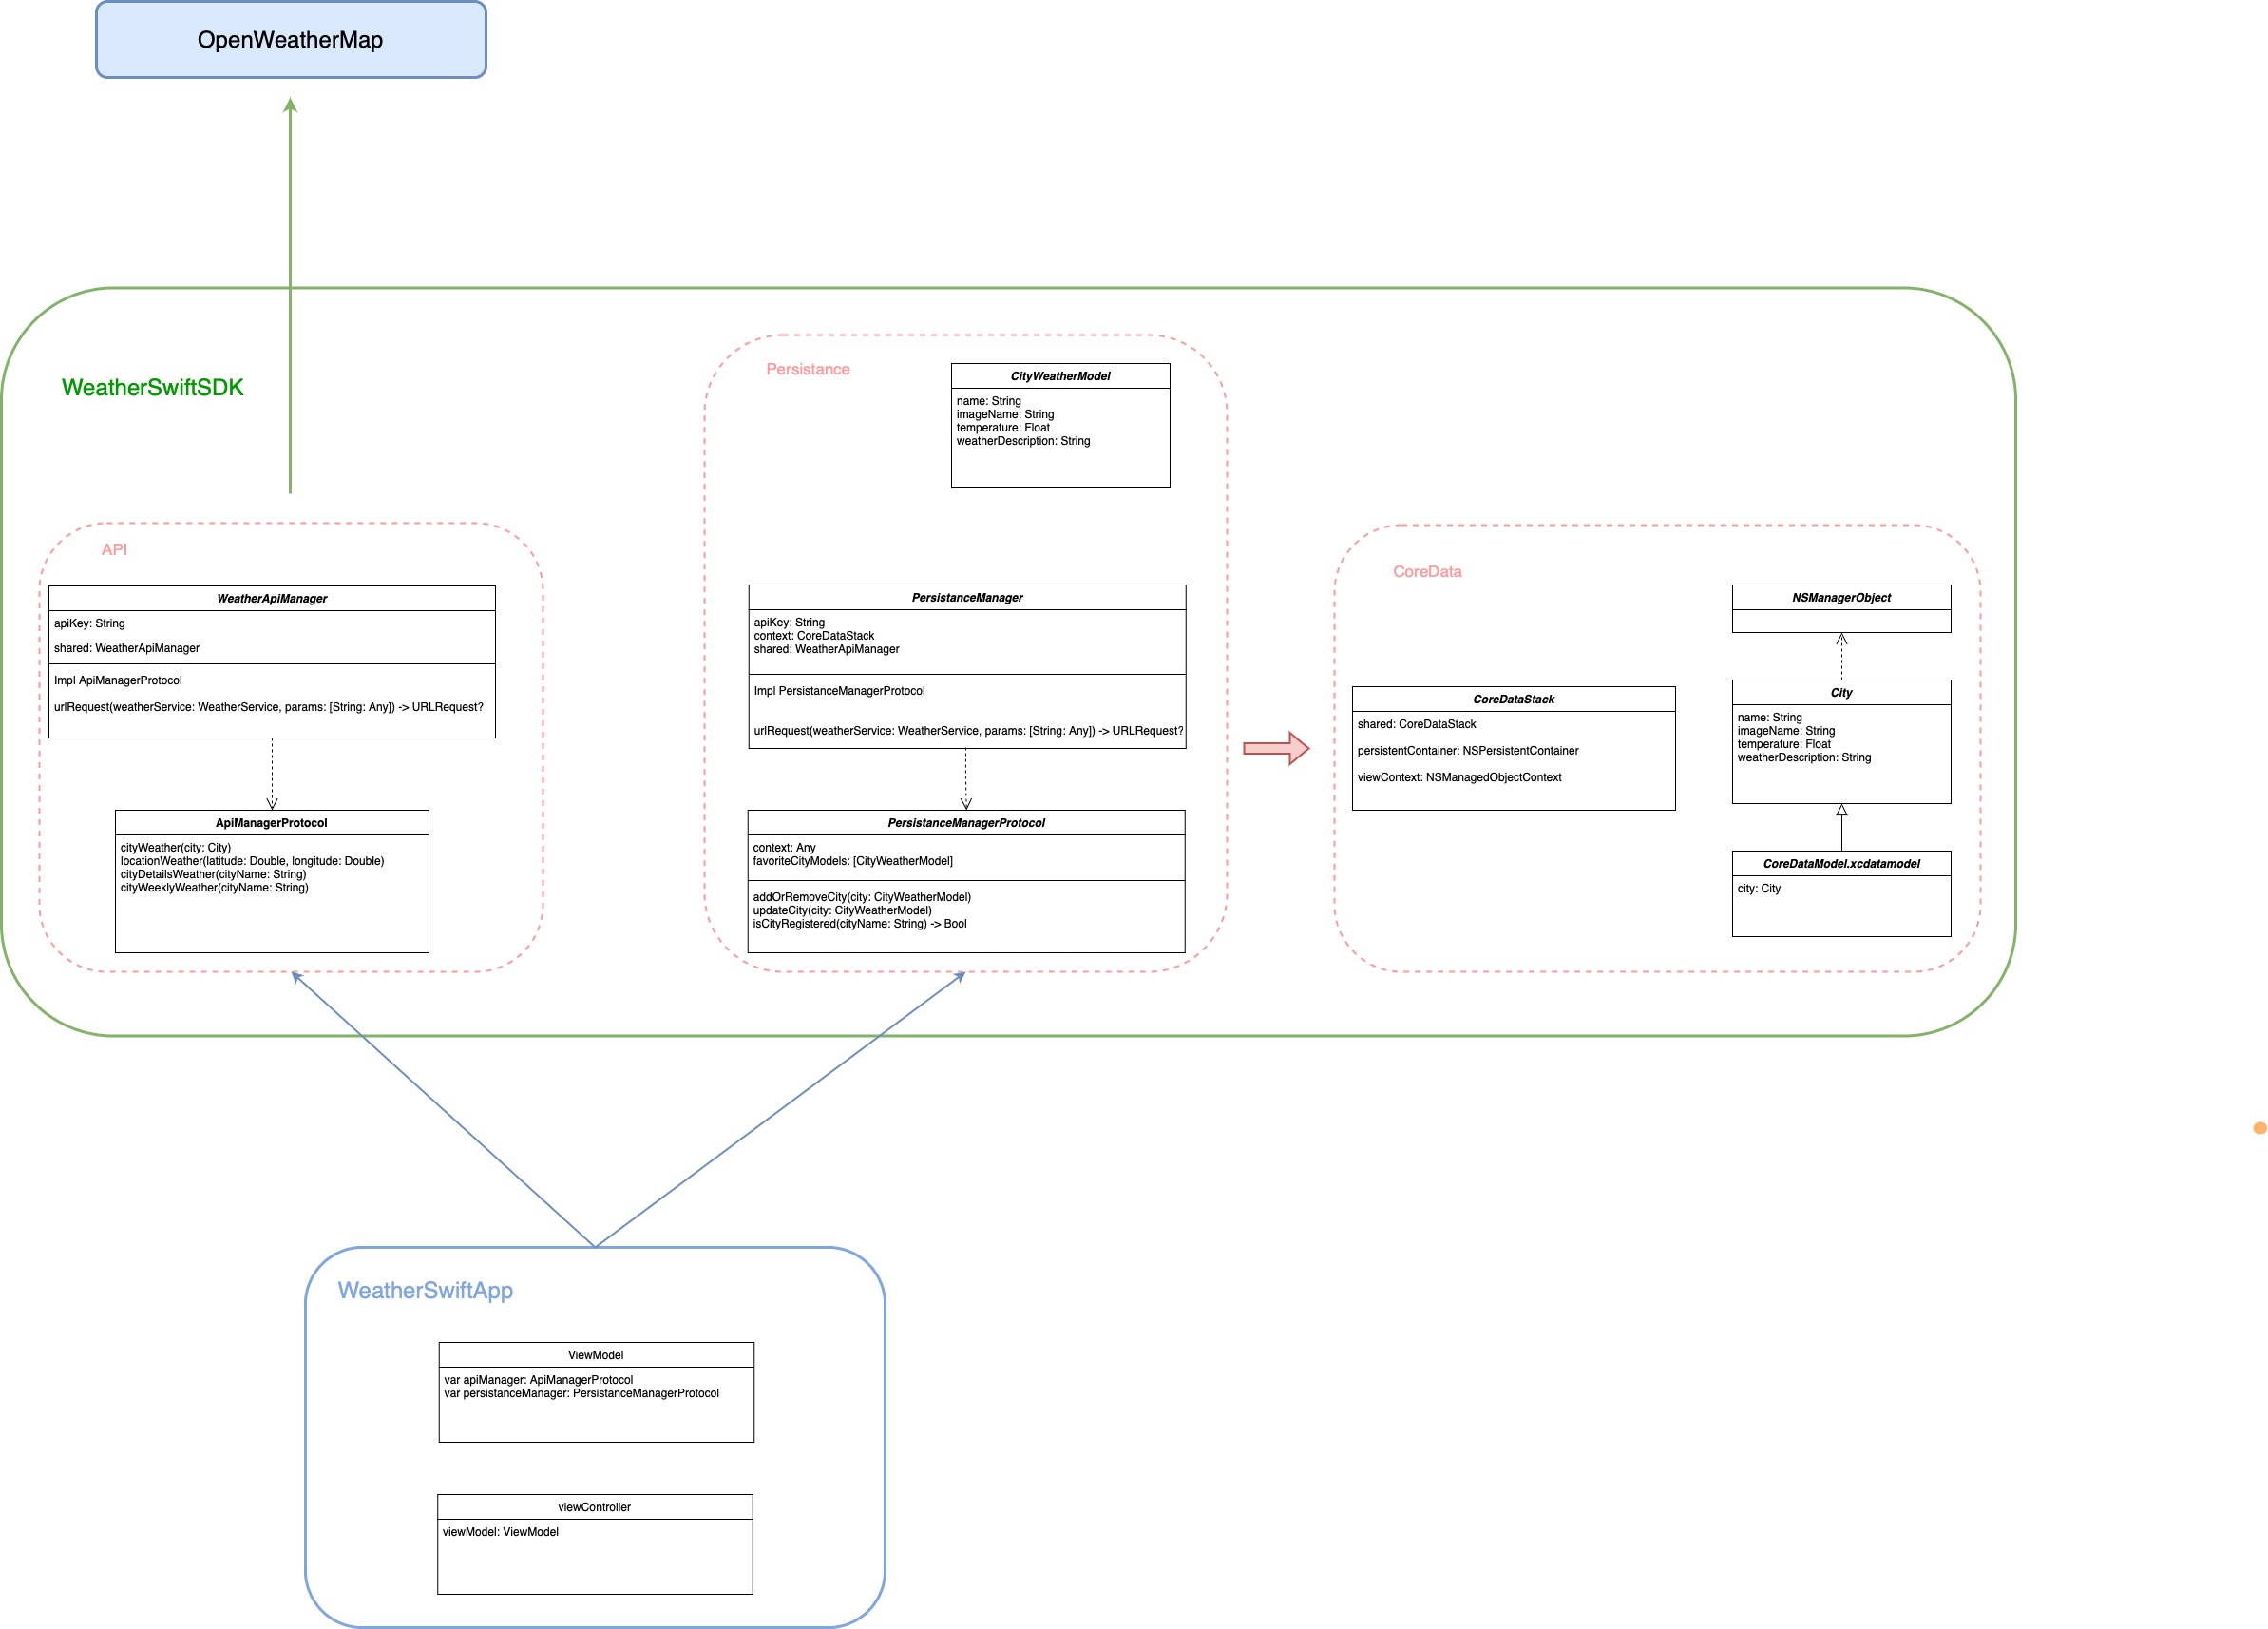 OpenWeatherMap
WeatherSwiftSDK
API
WeatherApiManager
apiKey: String
shared: WeatherApiManager
Impl ApiManagerProtocol
urlRequest(weatherService: WeatherService, params: [String: Any]) -> URLRequest?
ApiManagerProtocol
cityWeather(city: City)
locationWeather(latitude: Double, longitude: Double)
cityDetailsWeather(cityName: String)
cityWeeklyWeather(cityName: String)
Persistance
CityWeatherModel
name: String
imageName: String
temperature: Float
weatherDescription: String
PersistanceManager
apiKey: String
context: CoreDataStack
shared: WeatherApiManager
Impl PersistanceManagerProtocol
urlRequest(weatherService: WeatherService, params: [String: Any]) -> URLRequest?
PersistanceManagerProtocol
context: Any
favoriteCityModels: [CityWeatherModel]
addOrRemoveCity(city: CityWeatherModel)
updateCity(city: CityWeatherModel)
isCityRegistered(cityName: String) -> Bool
CoreData
CoreDataStack
shared: CoreDataStack
persistentContainer: NSPersistentContainer
viewContext: NSManagedObjectContext
NSManagerObject
City
name: String
imageName: String
temperature: Float
weatherDescription: String
CoreDataModel.xcdatamodel
city: City
WeatherSwiftApp
ViewModel
var apiManager: ApiManagerProtocol
var persistanceManager: PersistanceManagerProtocol
viewController
viewModel: ViewModel